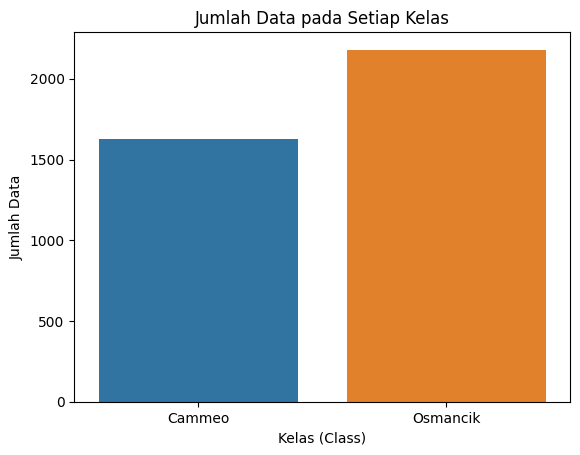 Jumlah Data pada Setiap Kelas
2000
1500
1000
500
0
Jumlah Data
Cammeo Osmancik
Kelas (Class)